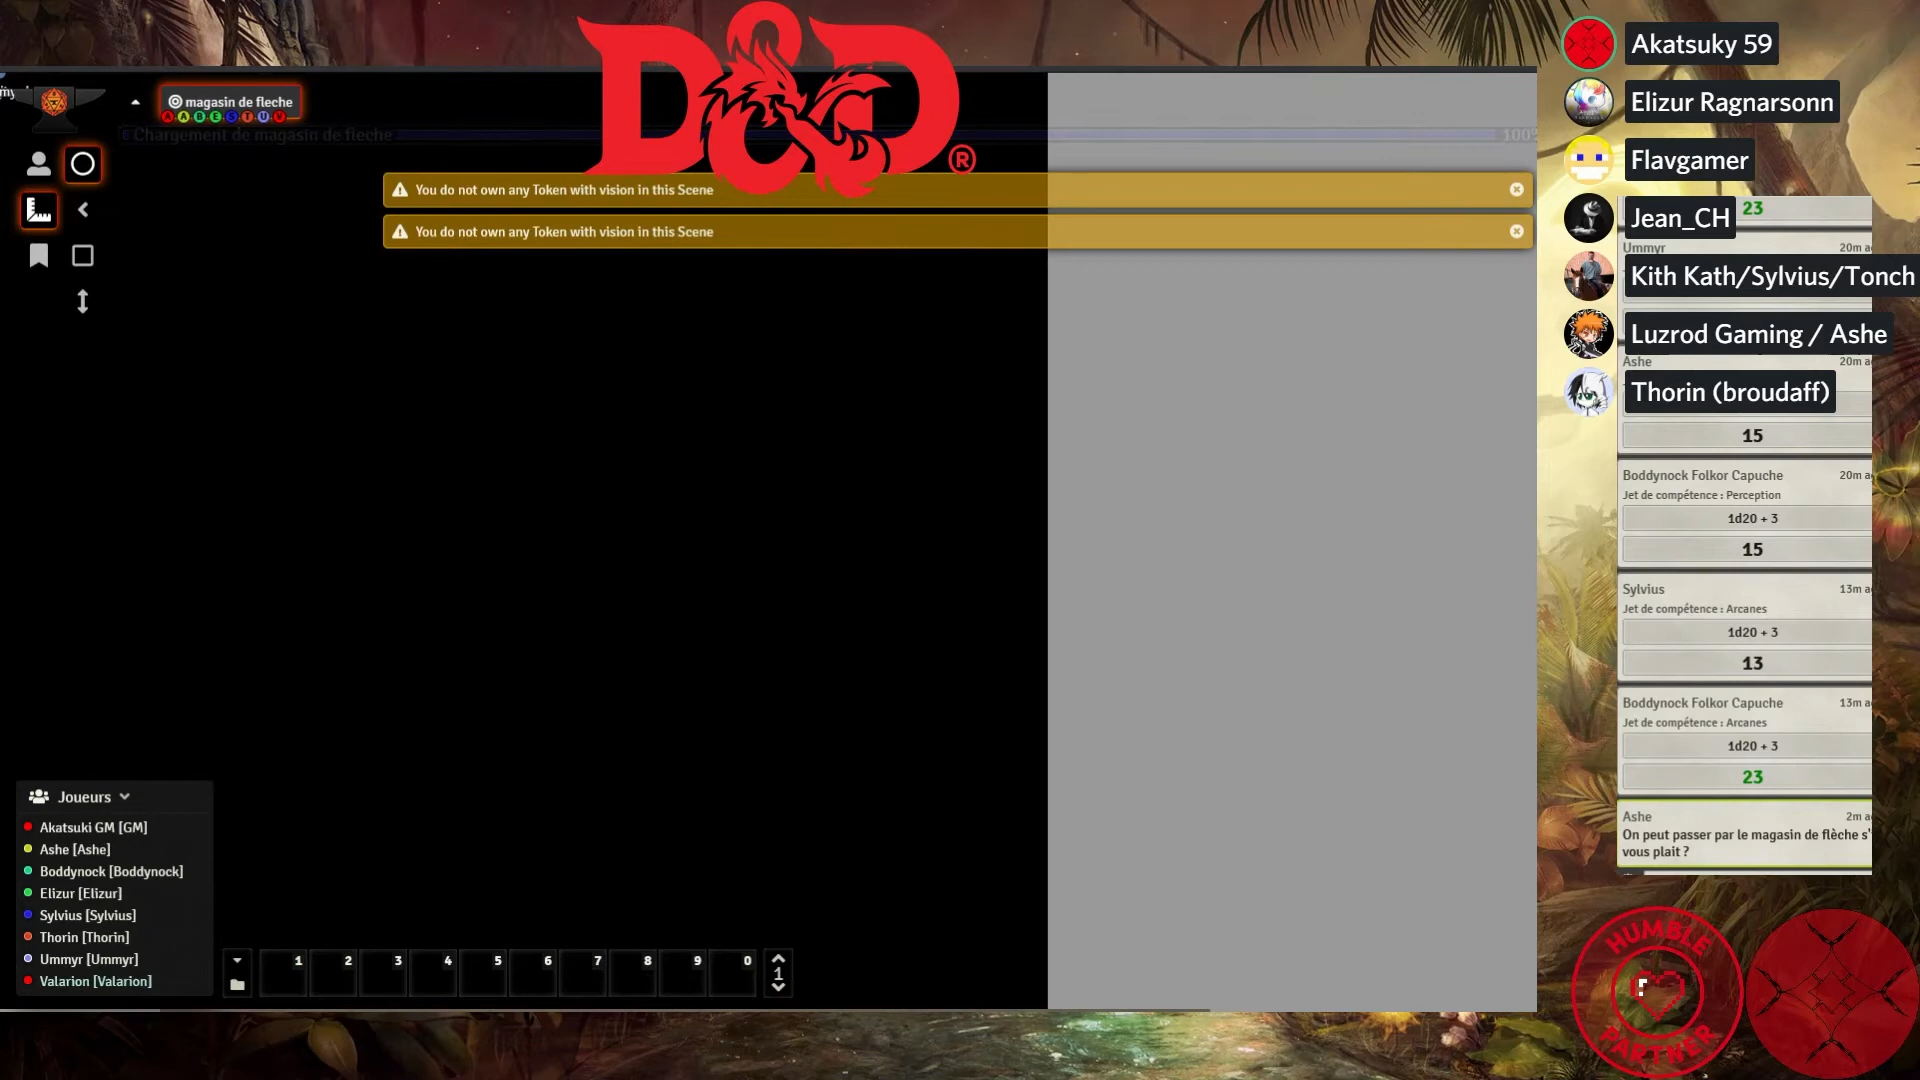 D&D®
my
magasin de fleche
A A B E S T U V
6 Chargement de magasin de fleche
100%
You do not own any Token with vision in this Scene
You do not own any Token with vision in this Scene
Joueurs
Akatsuki GM [GM]
Ashe [Ashe]
Boddynock [Boddynock]
Elizur [Elizur]
Sylvius [Sylvius]
Thorin [Thorin]
Ummyr [Ummyr]
Valarion [Valarion]
1 2 3 4 5 6 7 8 9 0
1
Akatsuky 59
Elizur Ragnarsonn
Flavgamer
Jean_CH
Kith Kath/Sylvius/Tonch
Luzrod Gaming / Ashe
Thorin (broudaff)
23
Ummyr 20m
Ashe 20m
15
Boddynock Folkor Capuche 20m
Jet de compétence : Perception
1d20 + 3
15
Sylvius 13m
Jet de compétence : Arcanes
1d20 + 3
13
Boddynock Folkor Capuche 13m
Jet de compétence : Arcanes
1d20 + 3
23
Ashe 2m
On peut passer par le magasin de flèche s'
vous plait ?
HUMBLE
PARTNER